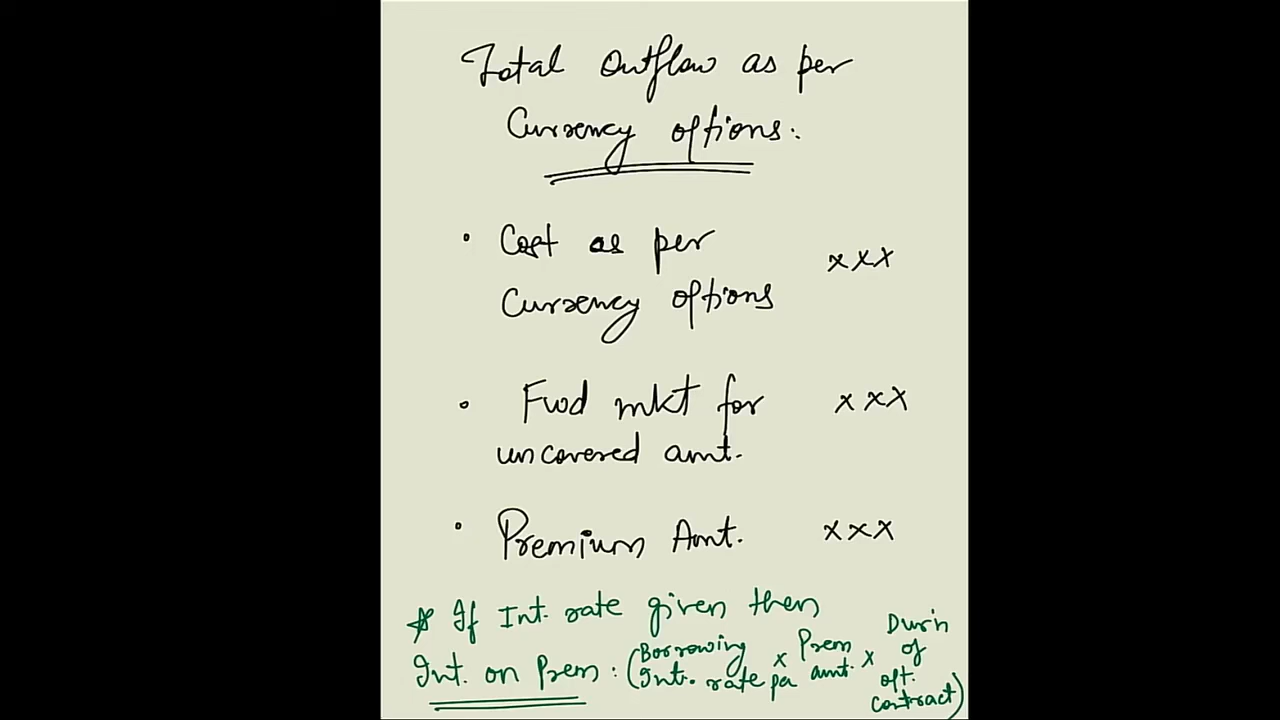 Total Outflow as per
Currency options:
• Cost as per xxx
Currency options
• Fwd mkt for xxx
uncovered amt.
• Premium Amt. xxx
* If Int. rate given then
Int. on Prem : (Borrowing Int. rate pa x Prem amt. x Dur'n of opt. contract)